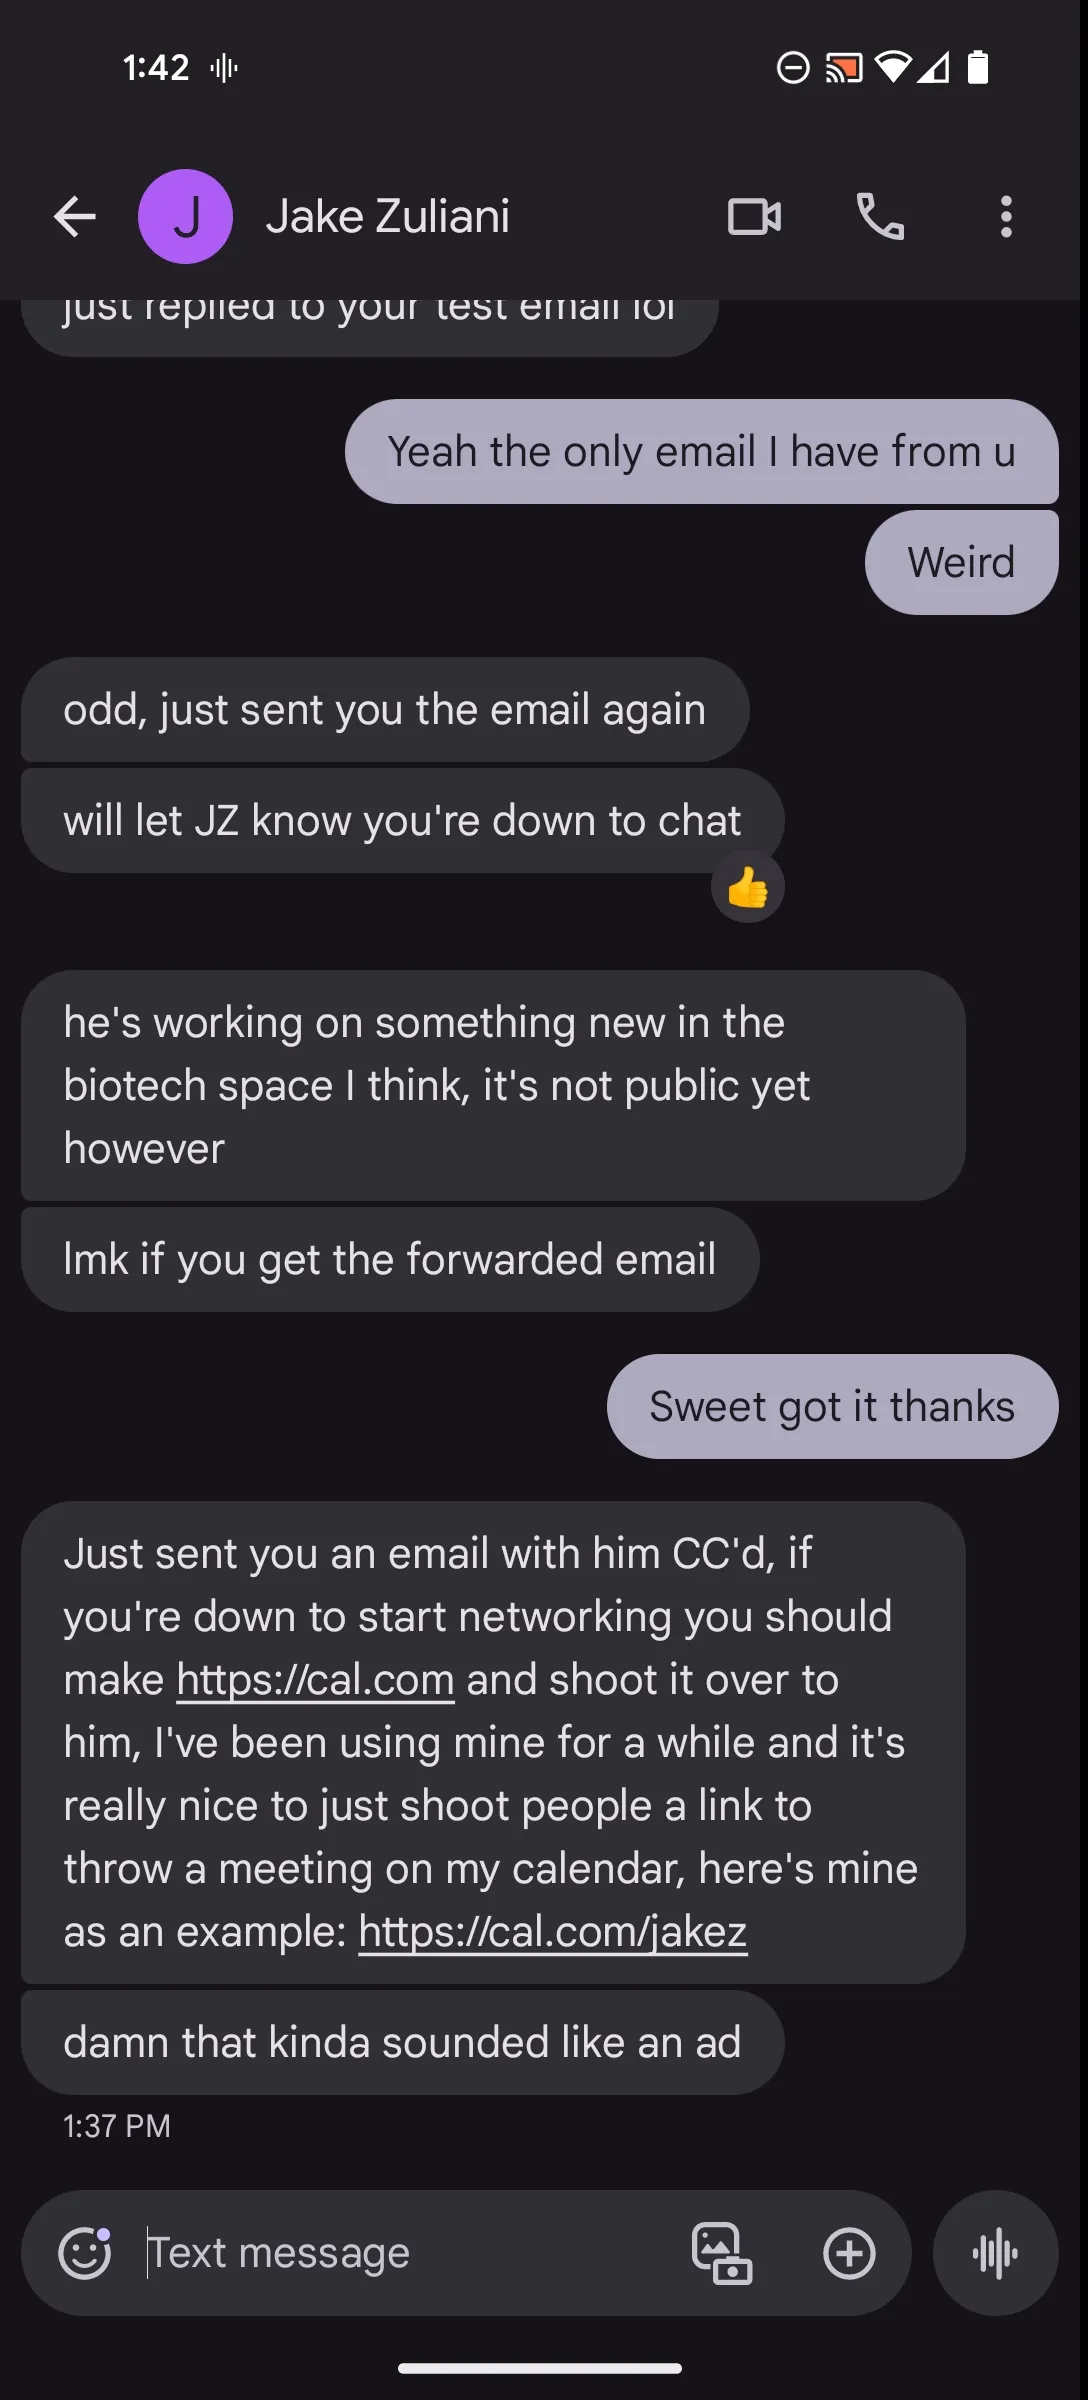 1:42
J
Jake Zuliani
just replied to your test email lol
Yeah the only email I have from u
Weird
odd, just sent you the email again
will let JZ know you're down to chat
he's working on something new in the
biotech space I think, it's not public yet
however
lmk if you get the forwarded email
Sweet got it thanks
Just sent you an email with him CC'd, if
you're down to start networking you should
make https://cal.com and shoot it over to
him, I've been using mine for a while and it's
really nice to just shoot people a link to
throw a meeting on my calendar, here's mine
as an example: https://cal.com/jakez
damn that kinda sounded like an ad
1:37 PM
Text message